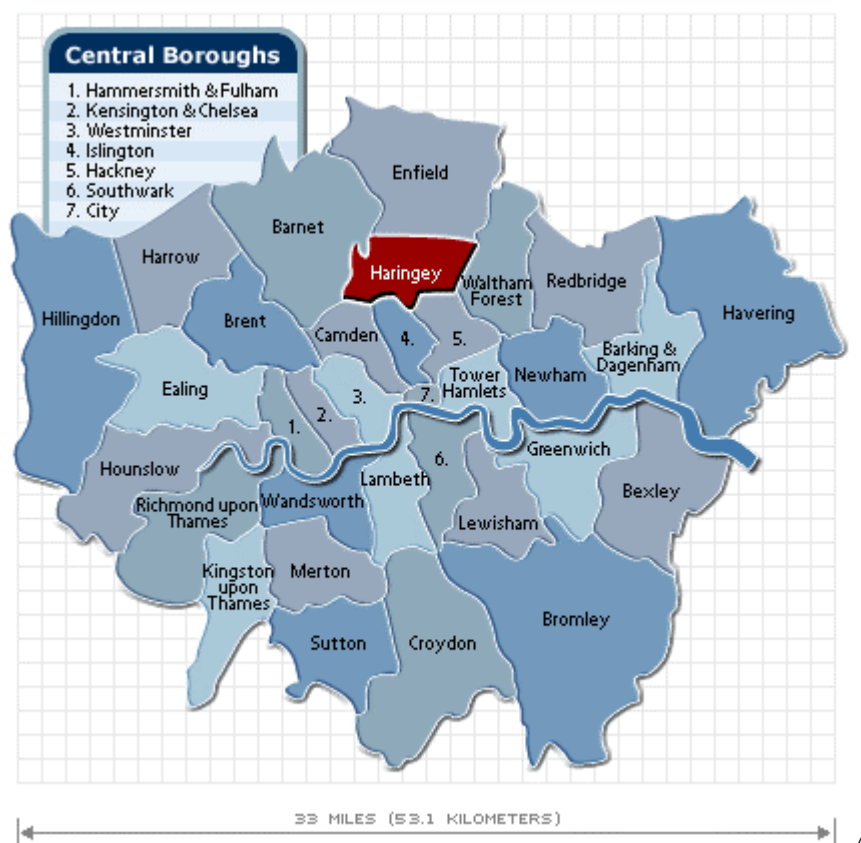 Central Boroughs
1. Hammersmith & Fulham
2. Kensington & Chelsea
3. Westminster
4. Islington
5. Hackney
6. Southwark
7. City
Enfield
Barnet
Harrow
Haringey
Waltham
Forest
Redbridge
Havering
Hillingdon
Brent
Camden
4.
5.
Barking &
Dagenham
Ealing
3.
2.
1.
7.
Tower
Hamlets
Newham
Hounslow
Greenwich
6.
Lambeth
Wandsworth
Richmond upon
Thames
Bexley
Lewisham
Kingston
upon
Thames
Merton
Sutton
Croydon
Bromley
33 MILES (53.1 KILOMETERS)